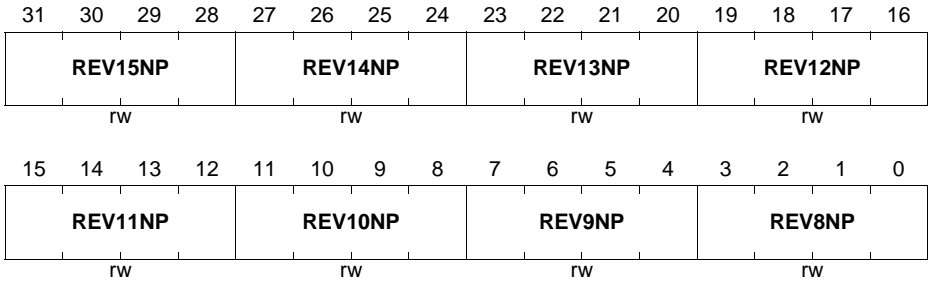 31 30 29 28 27 26 25 24 23 22 21 20 19 18 17 16
REV15NP REV14NP REV13NP REV12NP
rw rw rw rw
15 14 13 12 11 10 9 8 7 6 5 4 3 2 1 0
REV11NP REV10NP REV9NP REV8NP
rw rw rw rw